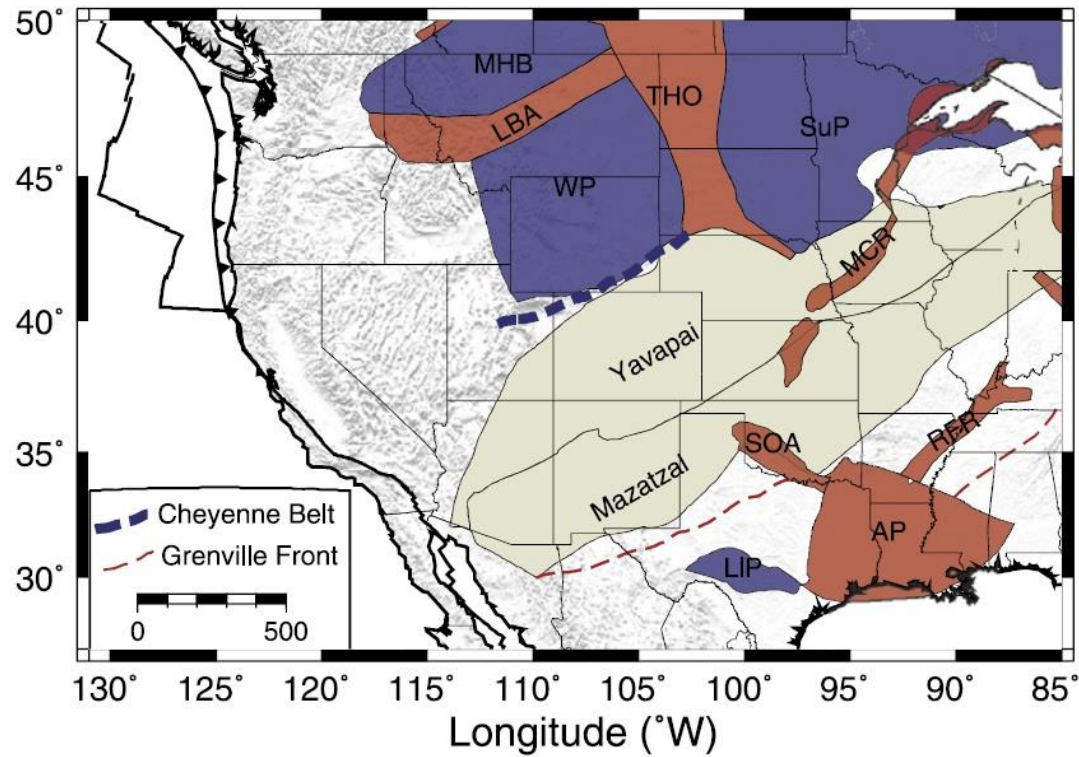 50˚
45˚
40˚
35˚
30˚
MHB
THO
LBA
SuP
WP
MCR
Yavapai
SOA
RFR
Mazatzal
AP
LIP
Cheyenne Belt
Grenville Front
0 500
130˚ 125˚ 120˚ 115˚ 110˚ 105˚ 100˚ 95˚ 90˚ 85˚
Longitude (˚W)